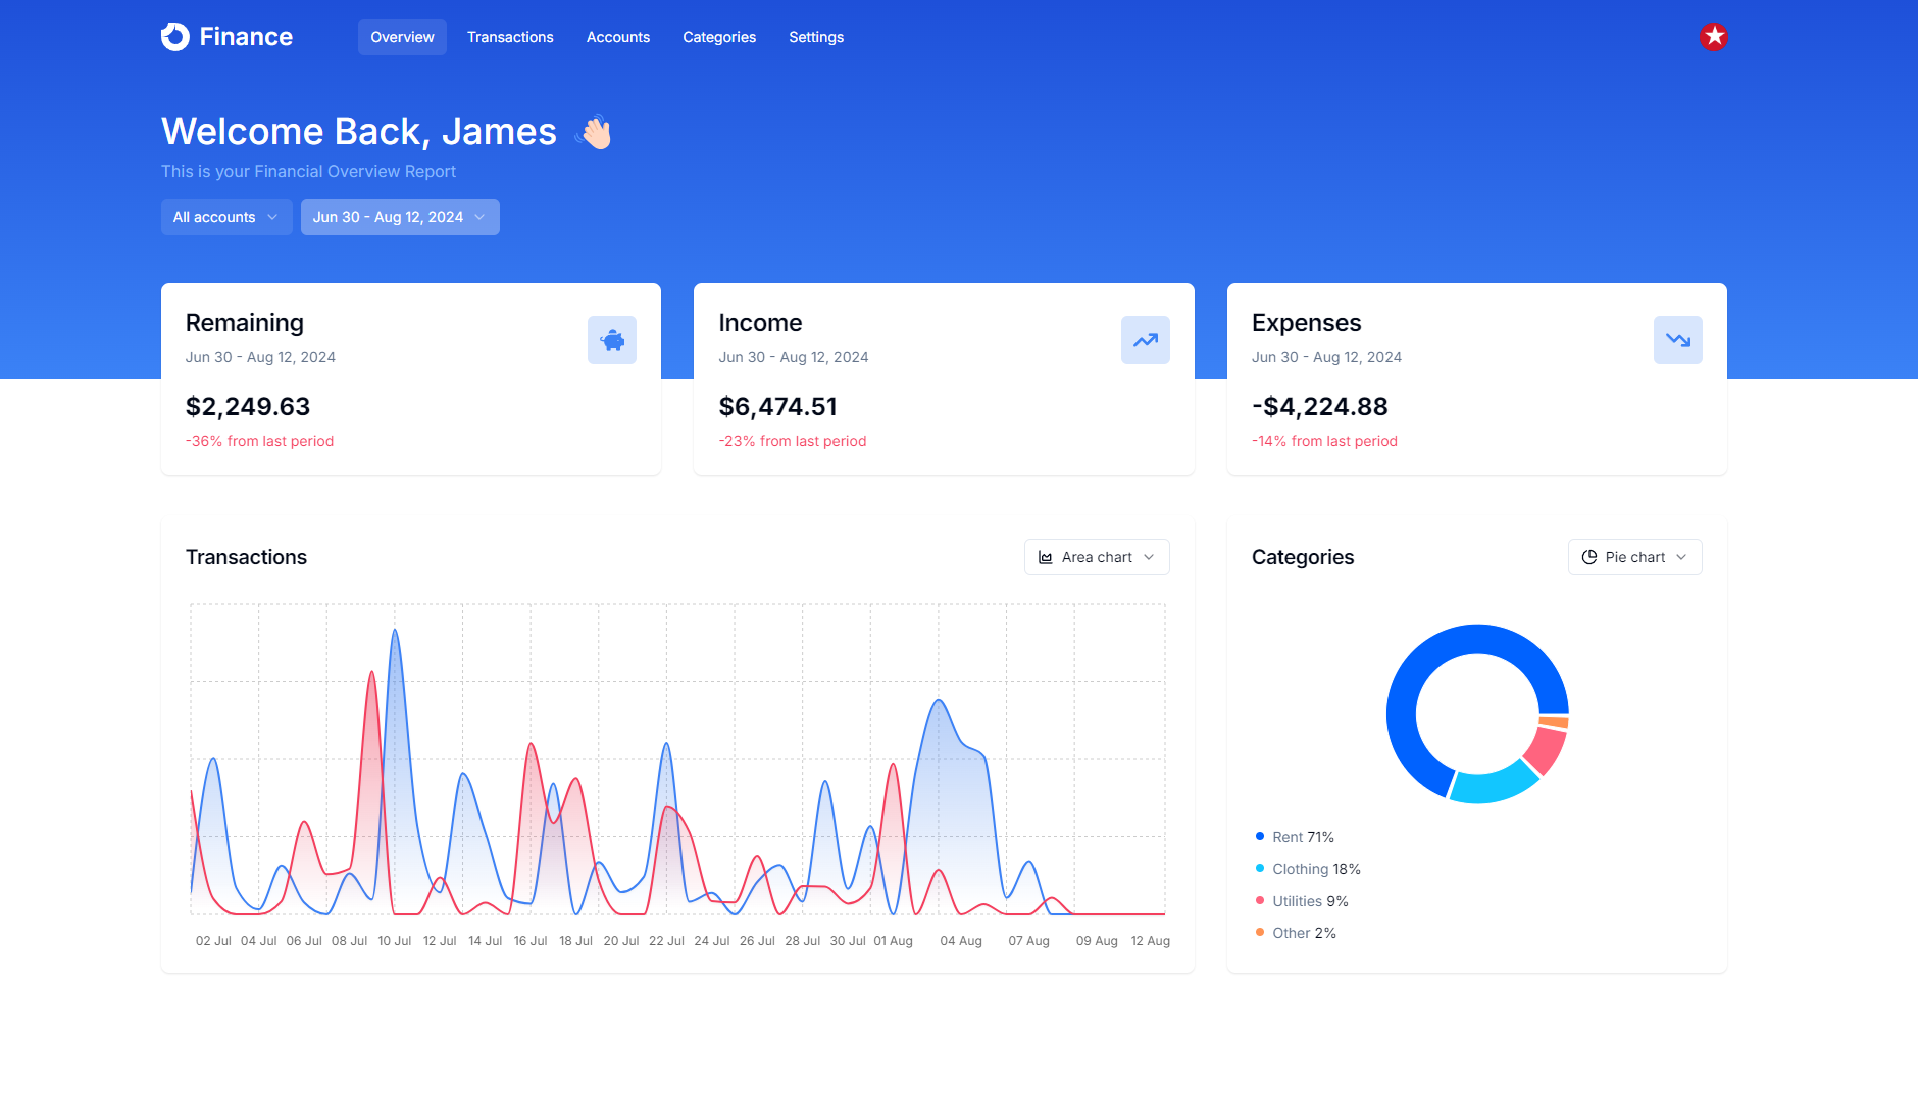 Finance
Overview
Transactions
Accounts
Categories
Settings
Welcome Back, James 👋🏻
This is your Financial Overview Report
All accounts
Jun 30 - Aug 12, 2024
Remaining
Jun 30 - Aug 12, 2024
$2,249.63
-36% from last period
Income
Jun 30 - Aug 12, 2024
$6,474.51
-23% from last period
Expenses
Jun 30 - Aug 12, 2024
-$4,224.88
-14% from last period
Transactions
Area chart
02 Jul 04 Jul 06 Jul 08 Jul 10 Jul 12 Jul 14 Jul 16 Jul 18 Jul 20 Jul 22 Jul 24 Jul 26 Jul 28 Jul 30 Jul 01 Aug 04 Aug 07 Aug 09 Aug 12 Aug
Categories
Pie chart
Rent 71%
Clothing 18%
Utilities 9%
Other 2%